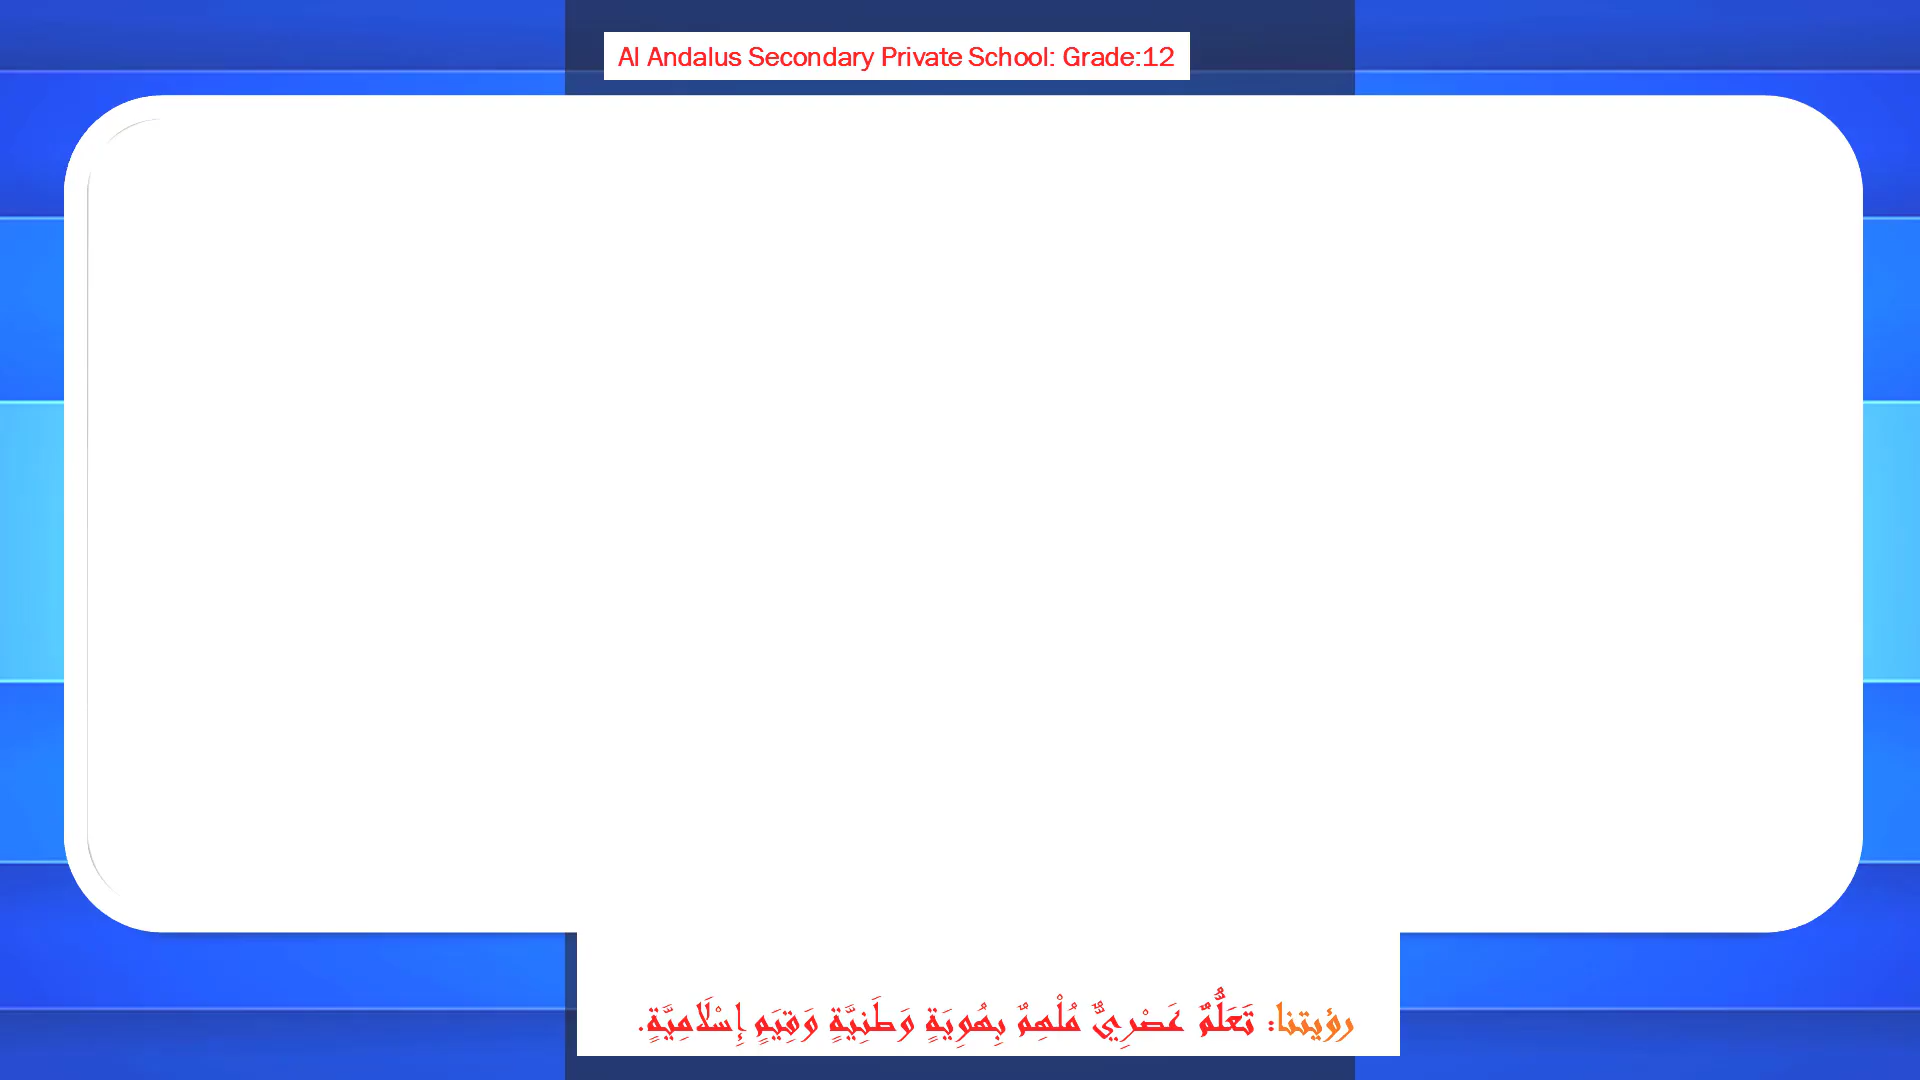 Al Andalus Secondary Private School: Grade:12
رؤيتنا: تَعَلُّمٌ عَصْرِيٌّ مُلْهِمٌ بِهُوِيَةٍ وَطَنِيَّةٍ وَقِيَمٍ إِسْلَامِيَّةٍ.